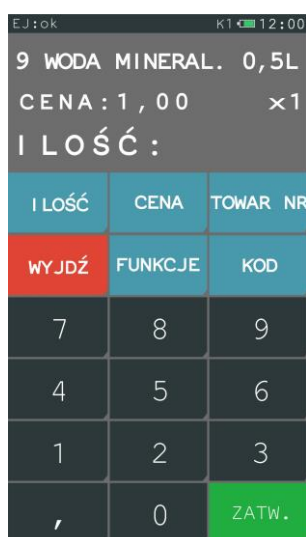 EJ:ok K1 12:00
9 WODA MINERAL. 0,5L
CENA:1,00 x1
ILOŚĆ:
ILOŚĆ CENA TOWAR NR
WYJDŹ FUNKCJE KOD
7 8 9
4 5 6
1 2 3
, 0 ZATW.